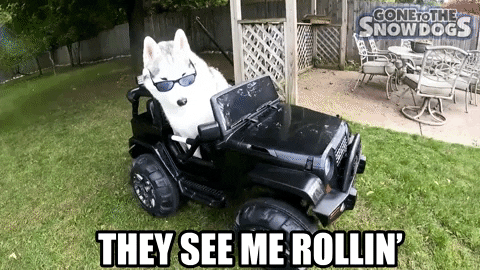 GONE TO THE
SNOWDOGS
THEY SEE ME ROLLIN'